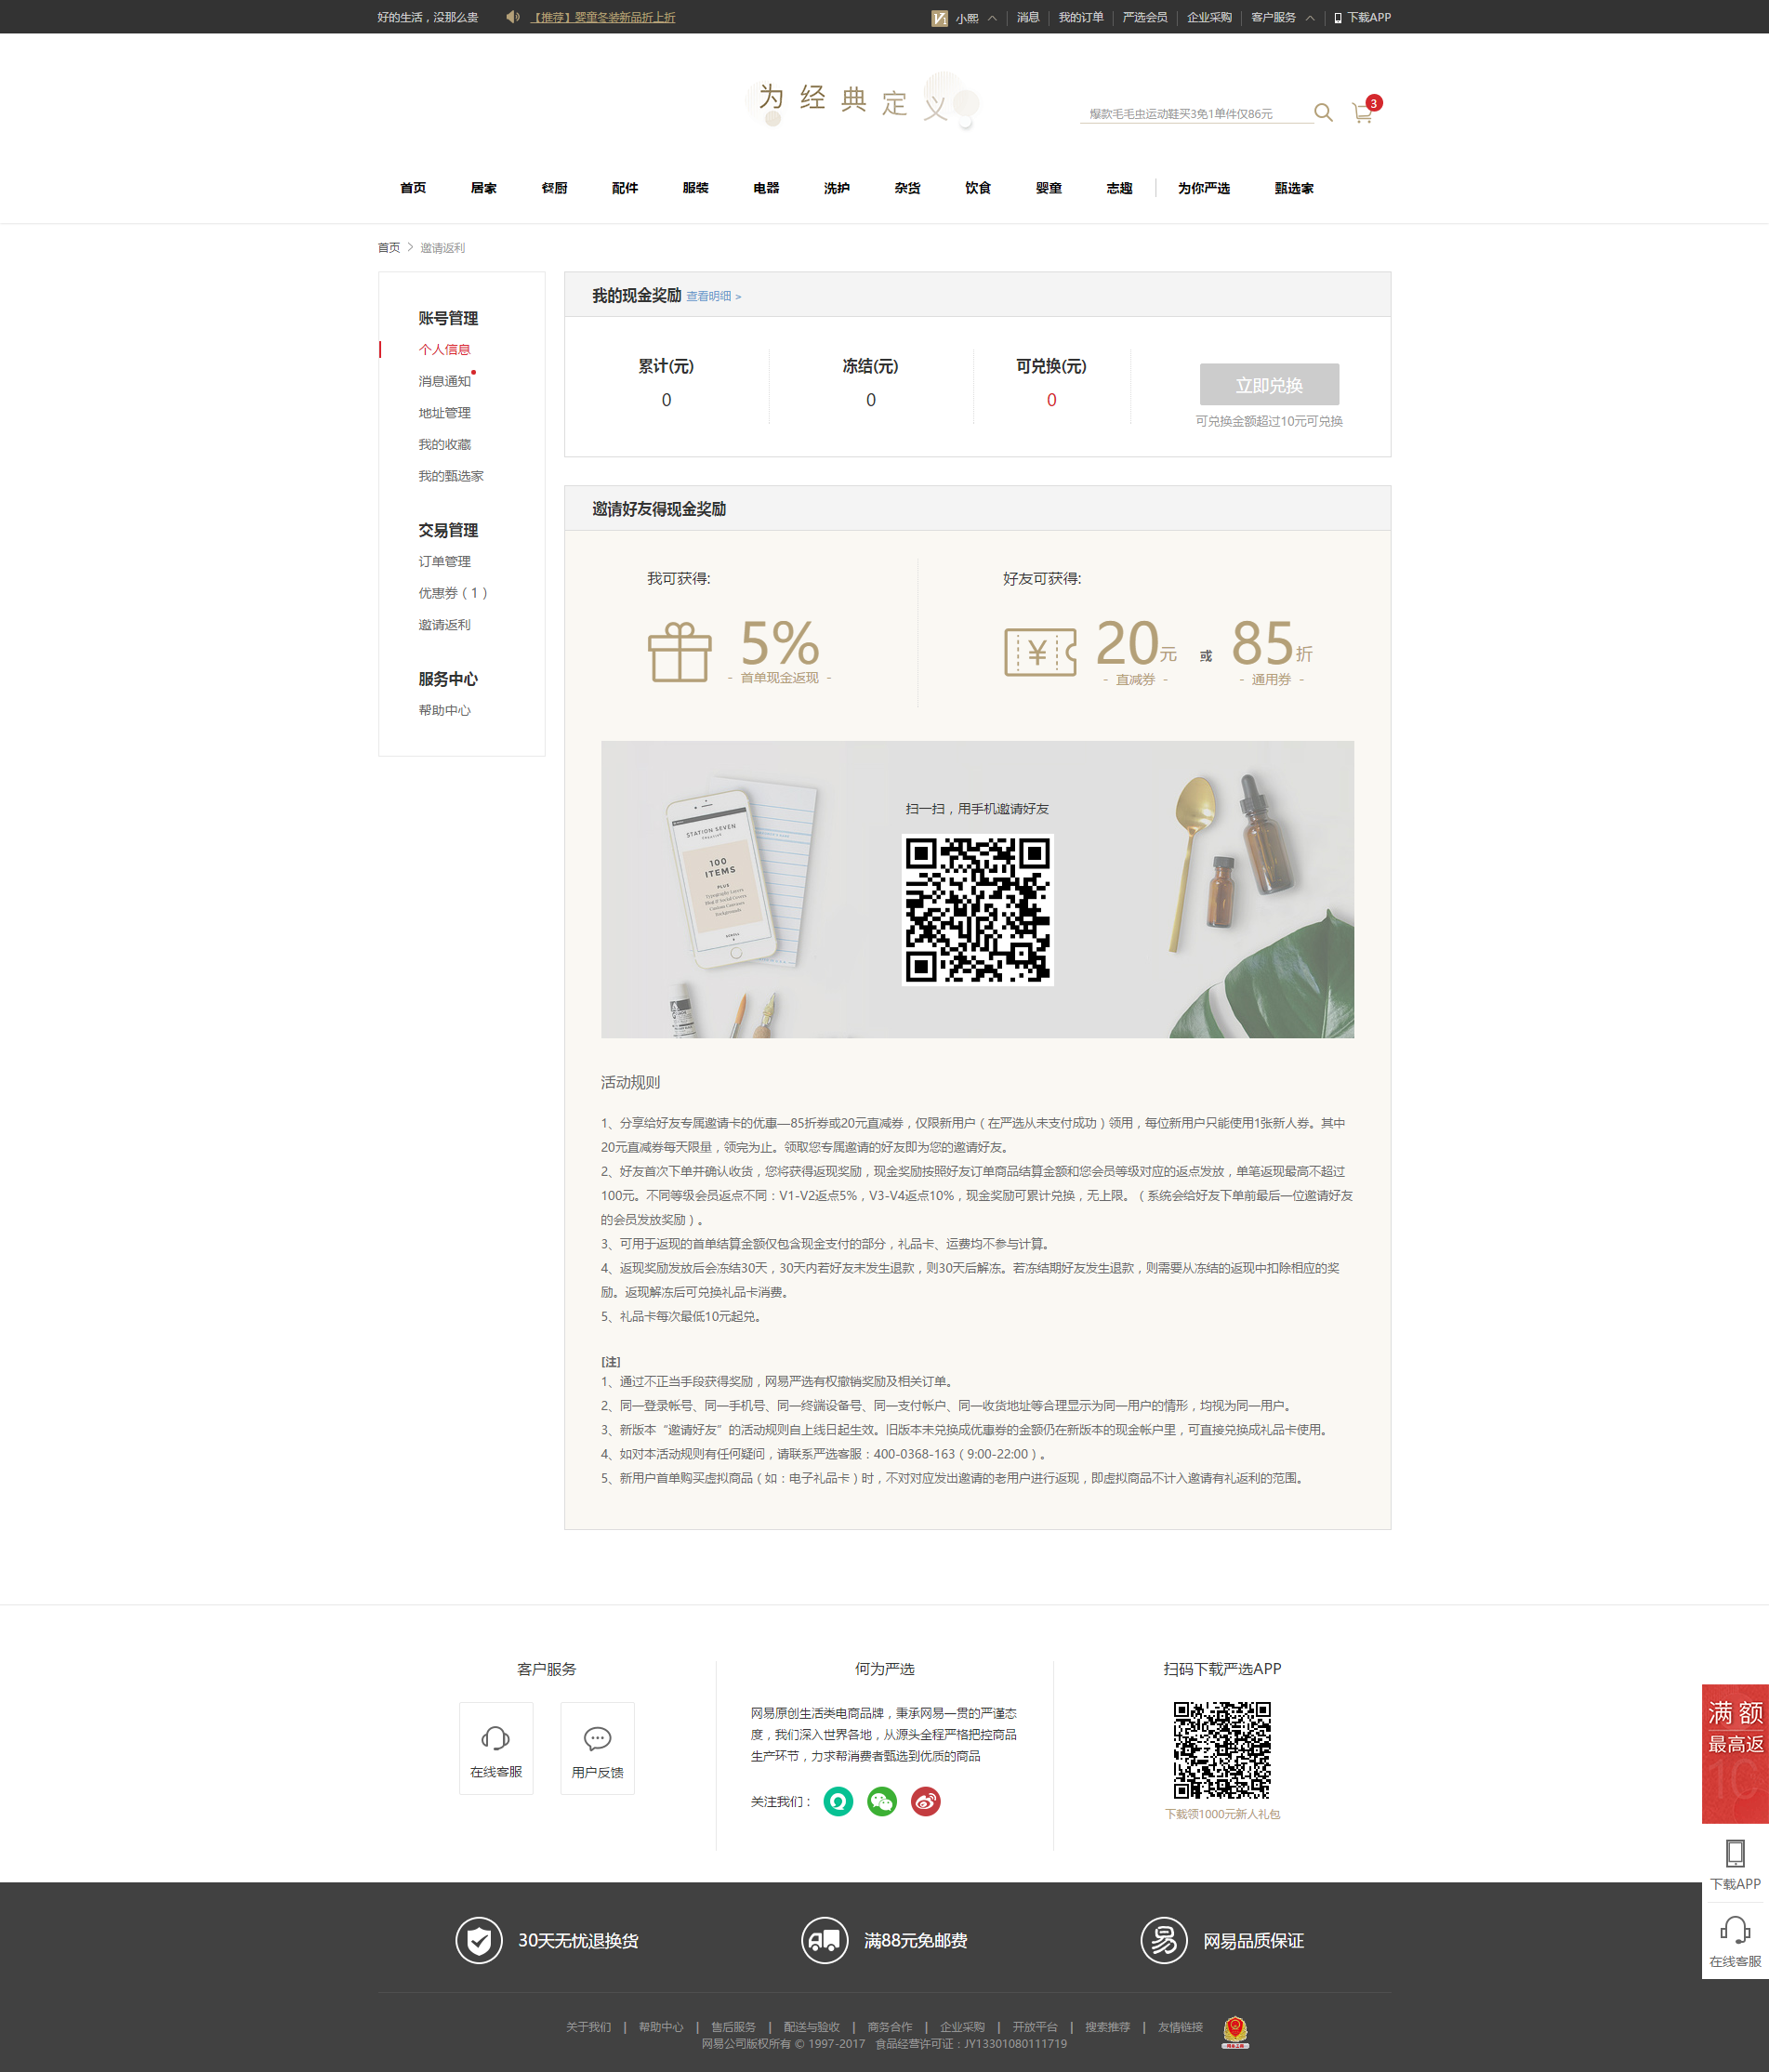 好的生活，没那么贵
【推荐】婴童冬装新品折上折
V1 小熙 消息 我的订单 严选会员 企业采购 客户服务 下载APP
为经典定义
爆款毛毛虫运动鞋买3免1单件仅86元
3
首页 居家 餐厨 配件 服装 电器 洗护 杂货 饮食 婴童 志趣 为你严选 甄选家
首页 > 邀请返利
账号管理
个人信息
消息通知
地址管理
我的收藏
我的甄选家
交易管理
订单管理
优惠券（1）
邀请返利
服务中心
帮助中心
我的现金奖励 查看明细 >
累计(元) 冻结(元) 可兑换(元)
0 0 0
立即兑换
可兑换金额超过10元可兑换
邀请好友得现金奖励
我可获得:
5%
- 首单现金返现 -
好友可获得:
¥ 20元 或 85折
- 直减券 - - 通用券 -
STATION SEVEN
100
ITEMS
PLUS
扫一扫，用手机邀请好友
活动规则
1、分享给好友专属邀请卡的优惠—85折券或20元直减券，仅限新用户（在严选从未支付成功）领用，每位新用户只能使用1张新人券。其中
20元直减券每天限量，领完为止。领取您专属邀请的好友即为您的邀请好友。
2、好友首次下单并确认收货，您将获得返现奖励，现金奖励按照好友订单商品结算金额和您会员等级对应的返点发放，单笔返现最高不超过
100元。不同等级会员返点不同：V1-V2返点5%，V3-V4返点10%，现金奖励可累计兑换，无上限。（系统会给好友下单前最后一位邀请好友
的会员发放奖励）。
3、可用于返现的首单结算金额仅包含现金支付的部分，礼品卡、运费均不参与计算。
4、返现奖励发放后会冻结30天，30天内若好友未发生退款，则30天后解冻。若冻结期好友发生退款，则需要从冻结的返现中扣除相应的奖
励。返现解冻后可兑换礼品卡消费。
5、礼品卡每次最低10元起兑。
[注]
1、通过不正当手段获得奖励，网易严选有权撤销奖励及相关订单。
2、同一登录帐号、同一手机号、同一终端设备号、同一支付帐户、同一收货地址等合理显示为同一用户的情形，均视为同一用户。
3、新版本“邀请好友”的活动规则自上线日起生效。旧版本未兑换成优惠券的金额仍在新版本的现金帐户里，可直接兑换成礼品卡使用。
4、如对本活动规则有任何疑问，请联系严选客服：400-0368-163（9:00-22:00）。
5、新用户首单购买虚拟商品（如：电子礼品卡）时，不对对应发出邀请的老用户进行返现，即虚拟商品不计入邀请有礼返利的范围。
客户服务
在线客服 用户反馈
何为严选
网易原创生活类电商品牌，秉承网易一贯的严谨态
度，我们深入世界各地，从源头全程严格把控商品
生产环节，力求帮消费者甄选到优质的商品
关注我们：
扫码下载严选APP
下载领1000元新人礼包
满额
最高返
下载APP
在线客服
30天无忧退换货 满88元免邮费 易 网易品质保证
关于我们 | 帮助中心 | 售后服务 | 配送与验收 | 商务合作 | 企业采购 | 开放平台 | 搜索推荐 | 友情链接
网易公司版权所有 © 1997-2017 食品经营许可证：JY13301080111719